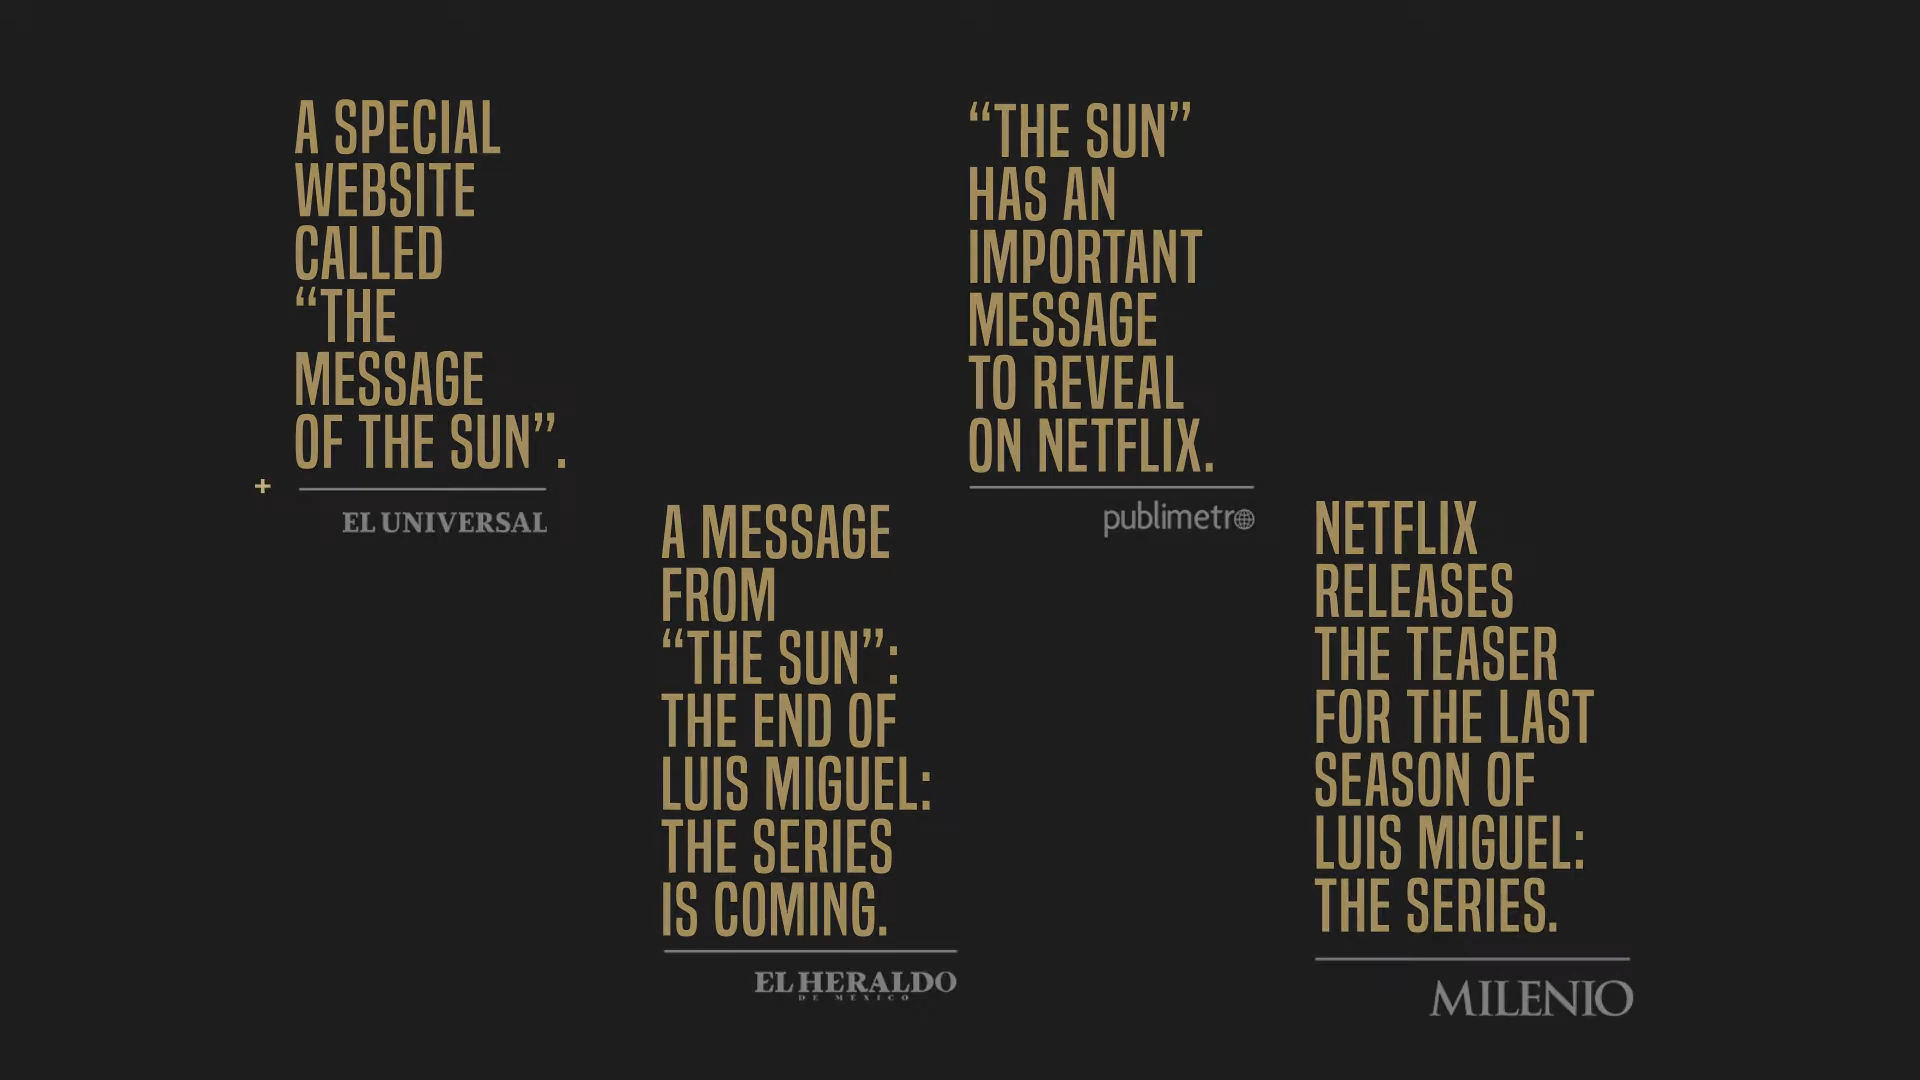 A SPECIAL
WEBSITE
CALLED
“THE
MESSAGE
OF THE SUN”.
EL UNIVERSAL
A MESSAGE
FROM
“THE SUN”:
THE END OF
LUIS MIGUEL:
THE SERIES
IS COMING.
EL HERALDO
DE MEXICO
“THE SUN”
HAS AN
IMPORTANT
MESSAGE
TO REVEAL
ON NETFLIX.
publimetro
NETFLIX
RELEASES
THE TEASER
FOR THE LAST
SEASON OF
LUIS MIGUEL:
THE SERIES.
MILENIO